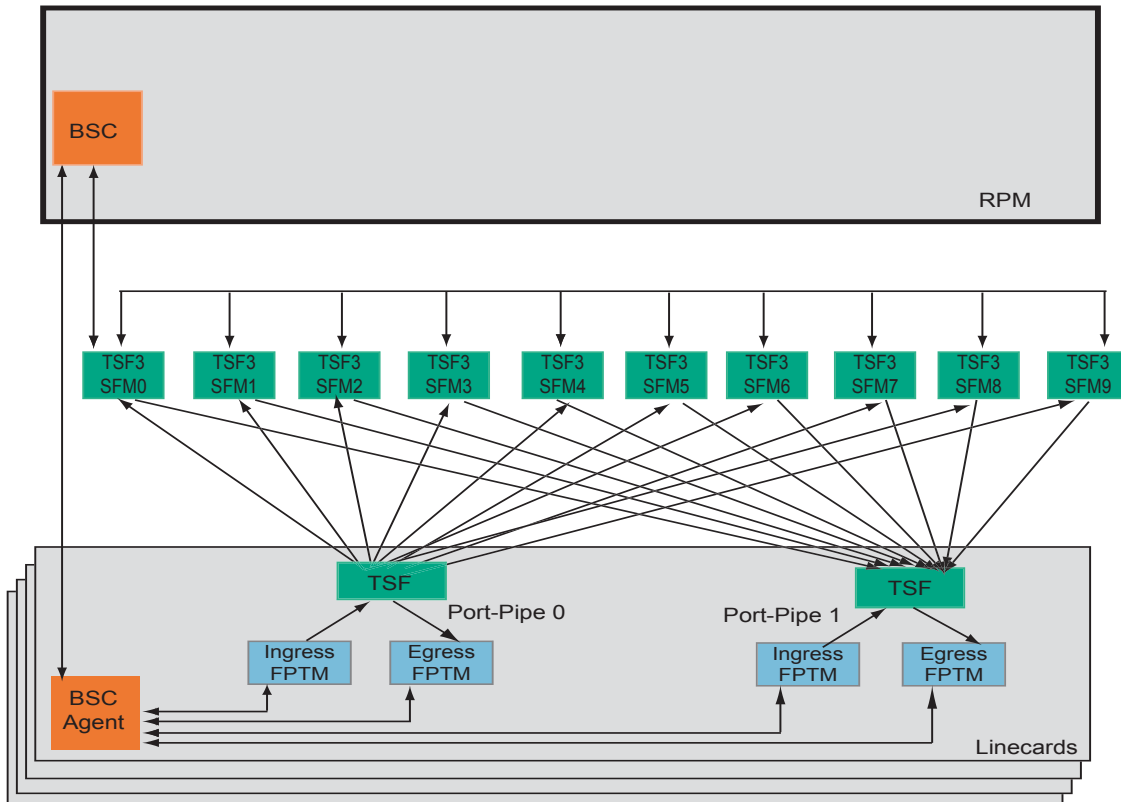 BSC
RPM
TSF3
SFM0
TSF3
SFM1
TSF3
SFM2
TSF3
SFM3
TSF3
SFM4
TSF3
SFM5
TSF3
SFM6
TSF3
SFM7
TSF3
SFM8
TSF3
SFM9
TSF
Port-Pipe 0
Ingress
FPTM
Egress
FPTM
TSF
Port-Pipe 1
Ingress
FPTM
Egress
FPTM
BSC
Agent
Linecards